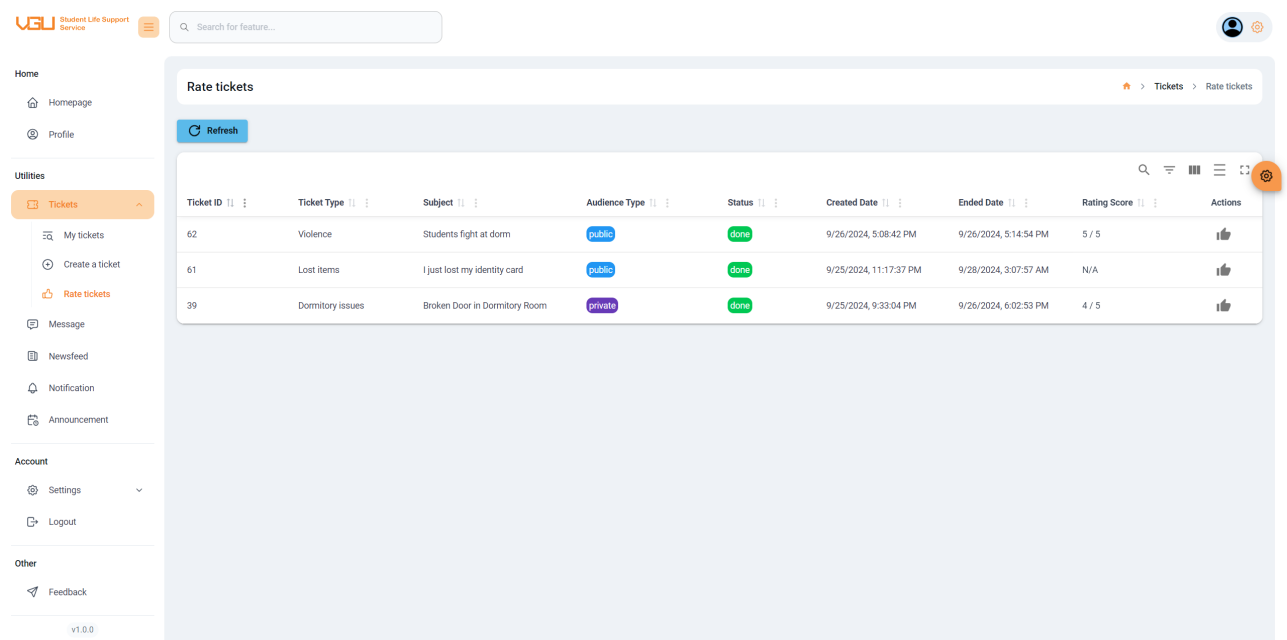 VGU Student Life Support Service
Search for feature...
Home
Homepage
Profile
Utilities
Tickets
My tickets
Create a ticket
Rate tickets
Message
Newsfeed
Notification
Announcement
Account
Settings
Logout
Other
Feedback
v1.0.0
Rate tickets
Tickets > Rate tickets
Refresh
Ticket ID Ticket Type Subject Audience Type Status Created Date Ended Date Rating Score Actions
62 Violence Students fight at dorm public done 9/26/2024, 5:08:42 PM 9/26/2024, 5:14:54 PM 5 / 5
61 Lost items I just lost my identity card public done 9/25/2024, 11:17:37 PM 9/28/2024, 3:07:57 AM N/A
39 Dormitory issues Broken Door in Dormitory Room private done 9/25/2024, 9:33:04 PM 9/26/2024, 6:02:53 PM 4 / 5